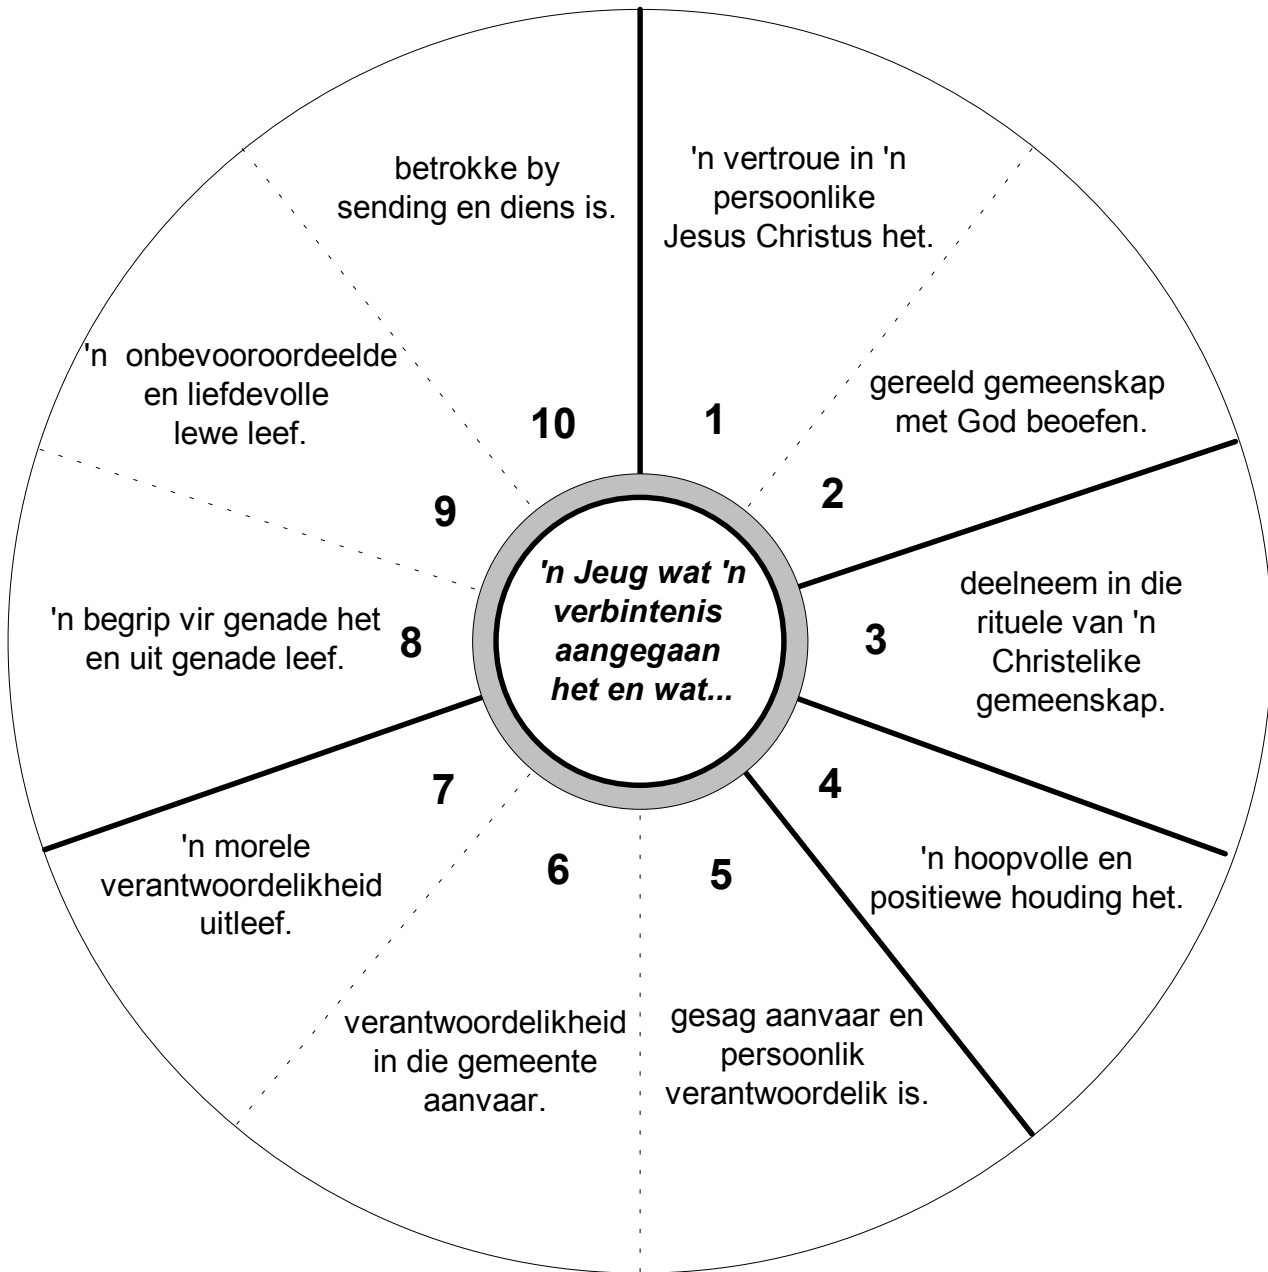 'n Jeug wat 'n
verbintenis
aangegaan
het en wat...
1
'n vertroue in 'n
persoonlike
Jesus Christus het.
2
gereeld gemeenskap
met God beoefen.
3
deelneem in die
rituele van 'n
Christelike
gemeenskap.
4
'n hoopvolle en
positiewe houding het.
5
gesag aanvaar en
persoonlik
verantwoordelik is.
6
verantwoordelikheid
in die gemeente
aanvaar.
7
'n morele
verantwoordelikheid
uitleef.
8
'n begrip vir genade het
en uit genade leef.
9
'n onbevooroordeelde
en liefdevolle
lewe leef.
10
betrokke by
sending en diens is.